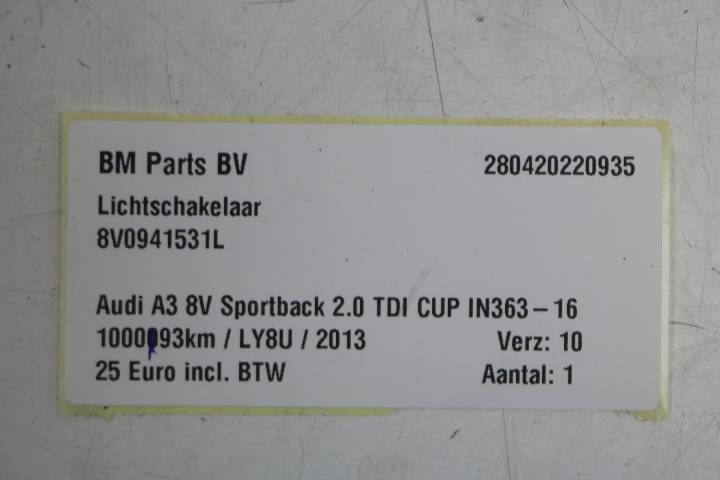 BM Parts BV 280420220935
Lichtschakelaar
8V0941531L
Audi A3 8V Sportback 2.0 TDI CUP IN363-16
/ LY8U / 2013 Verz: 10
25 Euro incl. BTW Aantal: 1